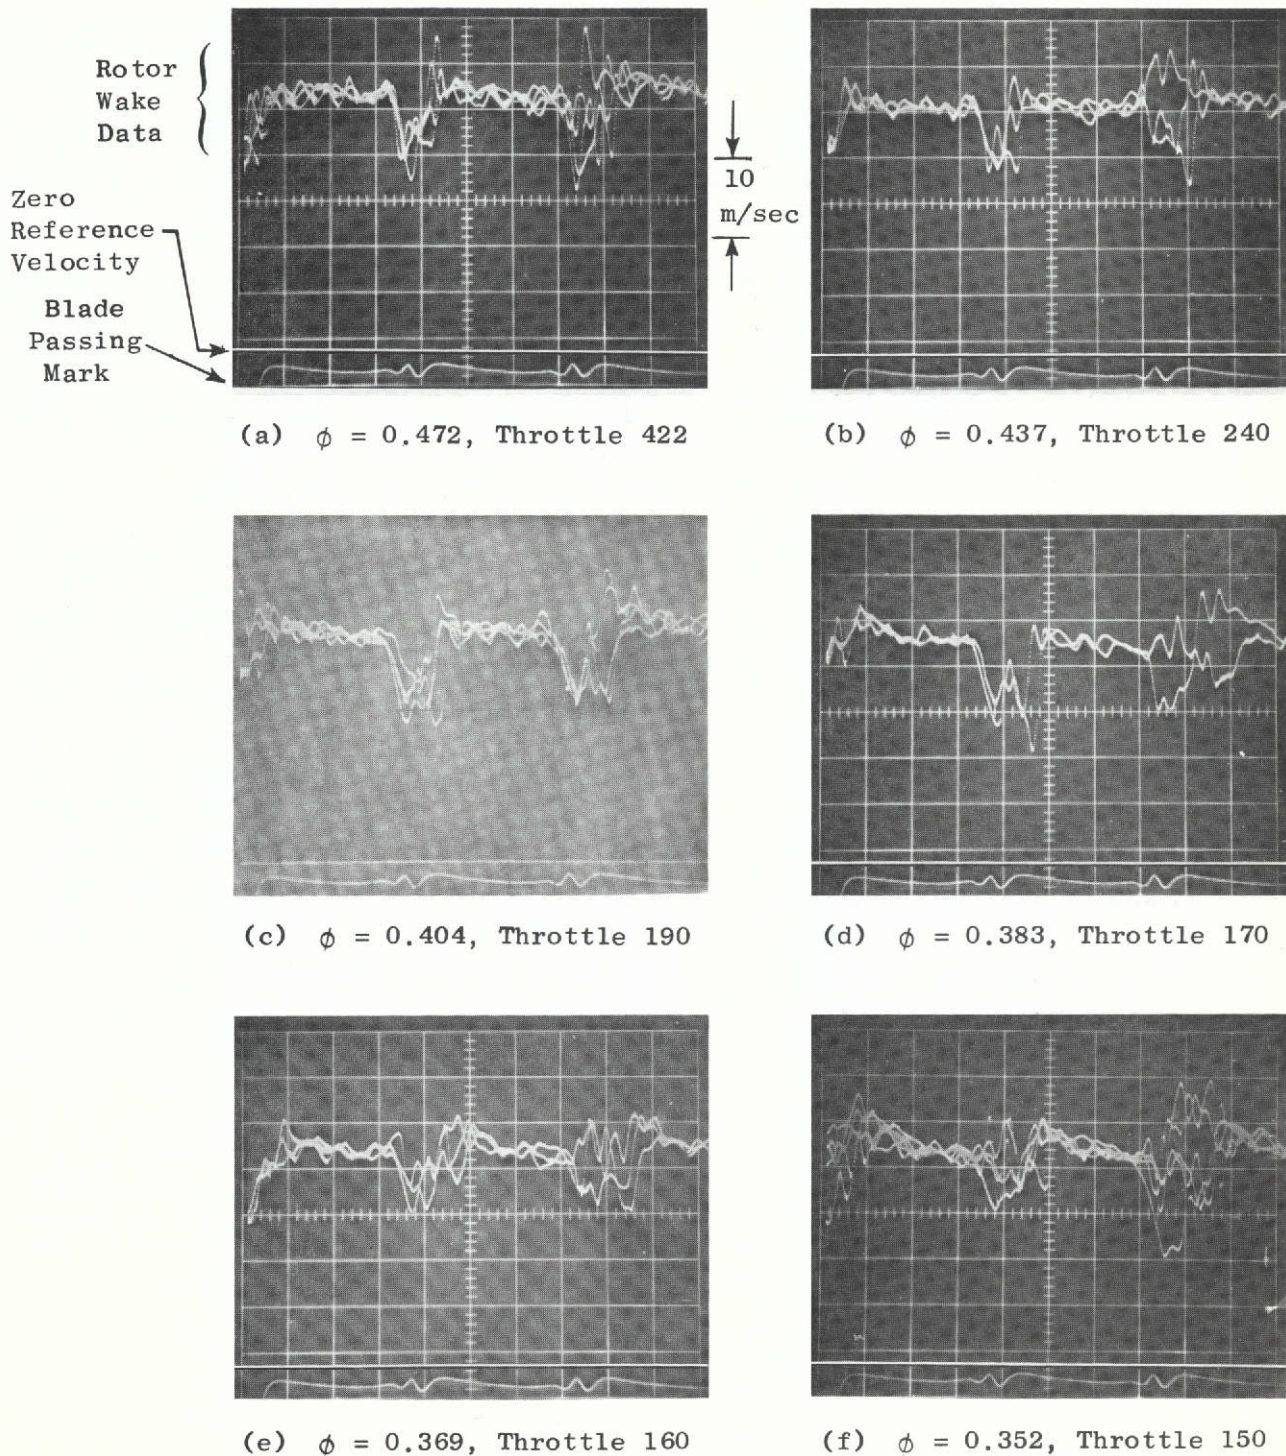 Rotor
Wake
Data
Zero
Reference
Velocity
Blade
Passing
Mark
10
m/sec
(a) ϕ = 0.472, Throttle 422
(b) ϕ = 0.437, Throttle 240
(c) ϕ = 0.404, Throttle 190
(d) ϕ = 0.383, Throttle 170
(e) ϕ = 0.369, Throttle 160
(f) ϕ = 0.352, Throttle 150